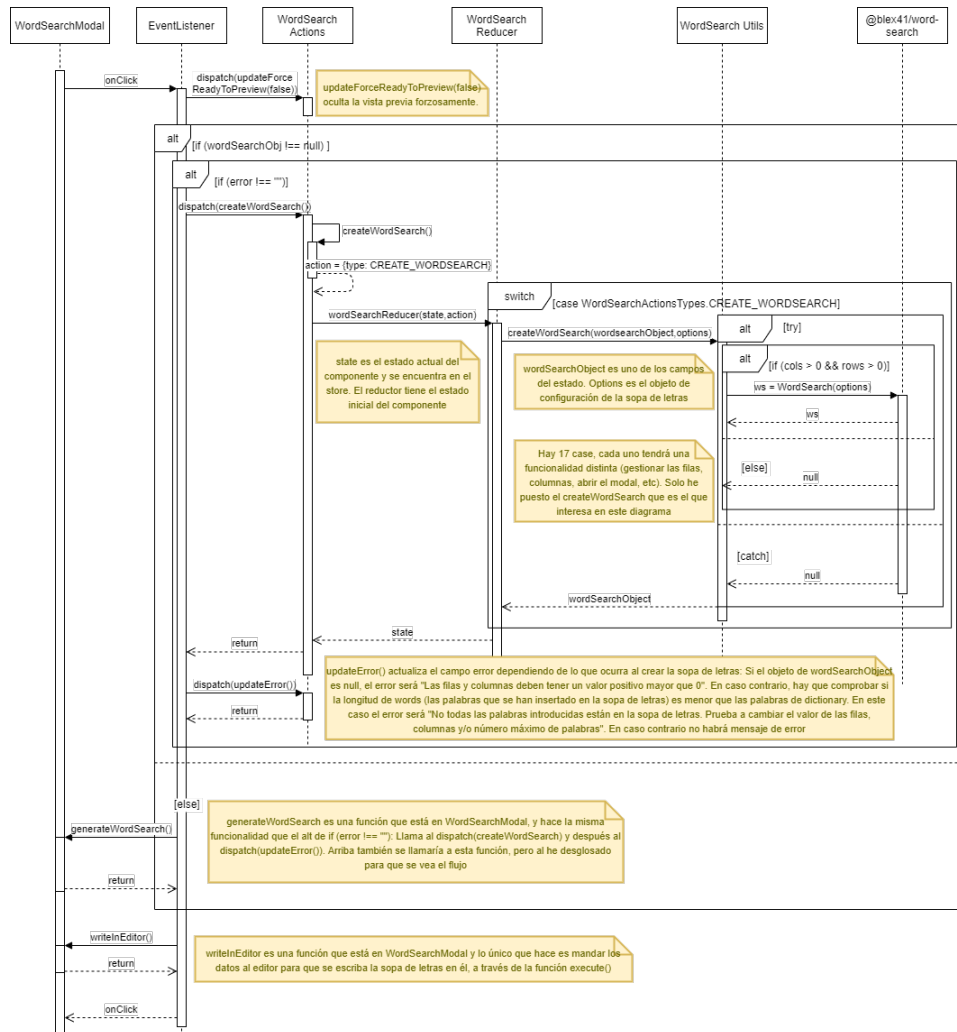 WordSearchModal
EventListener
WordSearch
Actions
WordSearch
Reducer
WordSearch Utils
@blex41/word-
search
onClick
dispatch(updateForce
ReadyToPreview(false))
updateForceReadyToPreview(false)
oculta la vista previa forzosamente.
alt
[if (wordSearchObj !== null) ]
alt
[if (error !== "")]
dispatch(createWordSearch())
createWordSearch()
action = {type: CREATE_WORDSEARCH}
switch
[case WordSearchActionsTypes.CREATE_WORDSEARCH]
wordSearchReducer(state,action)
createWordSearch(wordsearchObject,options)
alt
[try]
alt
[if (cols > 0 && rows > 0)]
state es el estado actual del
componente y se encuentra en el
store. El reductor tiene el estado
inicial del componente
wordSearchObject es uno de los campos
del estado. Options es el objeto de
configuración de la sopa de letras
ws = WordSearch(options)
ws
Hay 17 case, cada uno tendrá una
funcionalidad distinta (gestionar las filas,
columnas, abrir el modal, etc). Solo he
puesto el createWordSearch que es el que
interesa en este diagrama
[else]
null
[catch]
null
wordSearchObject
state
return
updateError() actualiza el campo error dependiendo de lo que ocurra al crear la sopa de letras: Si el objeto de wordSearchObject
es null, el error será "Las filas y columnas deben tener un valor positivo mayor que 0". En caso contrario, hay que comprobar si
la longitud de words (las palabras que se han insertado en la sopa de letras) es menor que las palabras de dictionary. En este
caso el error será "No todas las palabras introducidas están en la sopa de letras. Prueba a cambiar el valor de las filas,
columnas y/o número máximo de palabras". En caso contrario no habrá mensaje de error
dispatch(updateError())
return
[else]
generateWordSearch()
generateWordSearch es una función que está en WordSearchModal, y hace la misma
funcionalidad que el alt de if (error !== ""): Llama al dispatch(createWordSearch) y después al
dispatch(updateError()). Arriba también se llamaría a esta función, pero al he desglosado
para que se vea el flujo
return
writeInEditor()
writeInEditor es una función que está en WordSearchModal y lo único que hace es mandar los
datos al editor para que se escriba la sopa de letras en él, a través de la función execute()
return
onClick